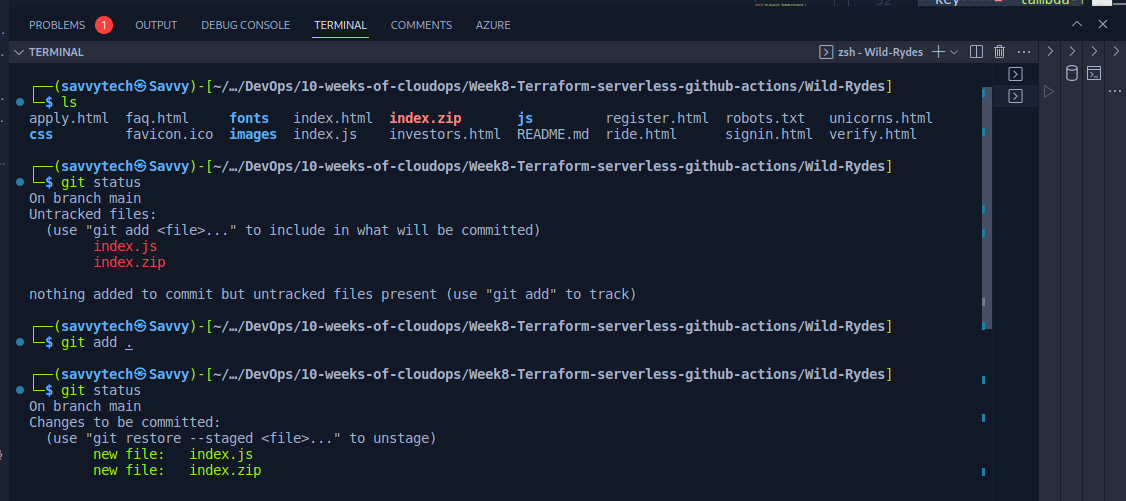 32 key lambda
PROBLEMS 1 OUTPUT DEBUG CONSOLE TERMINAL COMMENTS AZURE
TERMINAL zsh - Wild-Rydes
┌──(savvytech㉿Savvy)-[~/…/DevOps/10-weeks-of-cloudops/Week8-Terraform-serverless-github-actions/Wild-Rydes]
└─$ ls
apply.html faq.html fonts index.html index.zip js register.html robots.txt unicorns.html
css favicon.ico images index.js investors.html README.md ride.html signin.html verify.html
┌──(savvytech㉿Savvy)-[~/…/DevOps/10-weeks-of-cloudops/Week8-Terraform-serverless-github-actions/Wild-Rydes]
└─$ git status
On branch main
Untracked files:
(use "git add <file>..." to include in what will be committed)
index.js
index.zip
nothing added to commit but untracked files present (use "git add" to track)
┌──(savvytech㉿Savvy)-[~/…/DevOps/10-weeks-of-cloudops/Week8-Terraform-serverless-github-actions/Wild-Rydes]
└─$ git add .
┌──(savvytech㉿Savvy)-[~/…/DevOps/10-weeks-of-cloudops/Week8-Terraform-serverless-github-actions/Wild-Rydes]
└─$ git status
On branch main
Changes to be committed:
(use "git restore --staged <file>..." to unstage)
new file: index.js
new file: index.zip